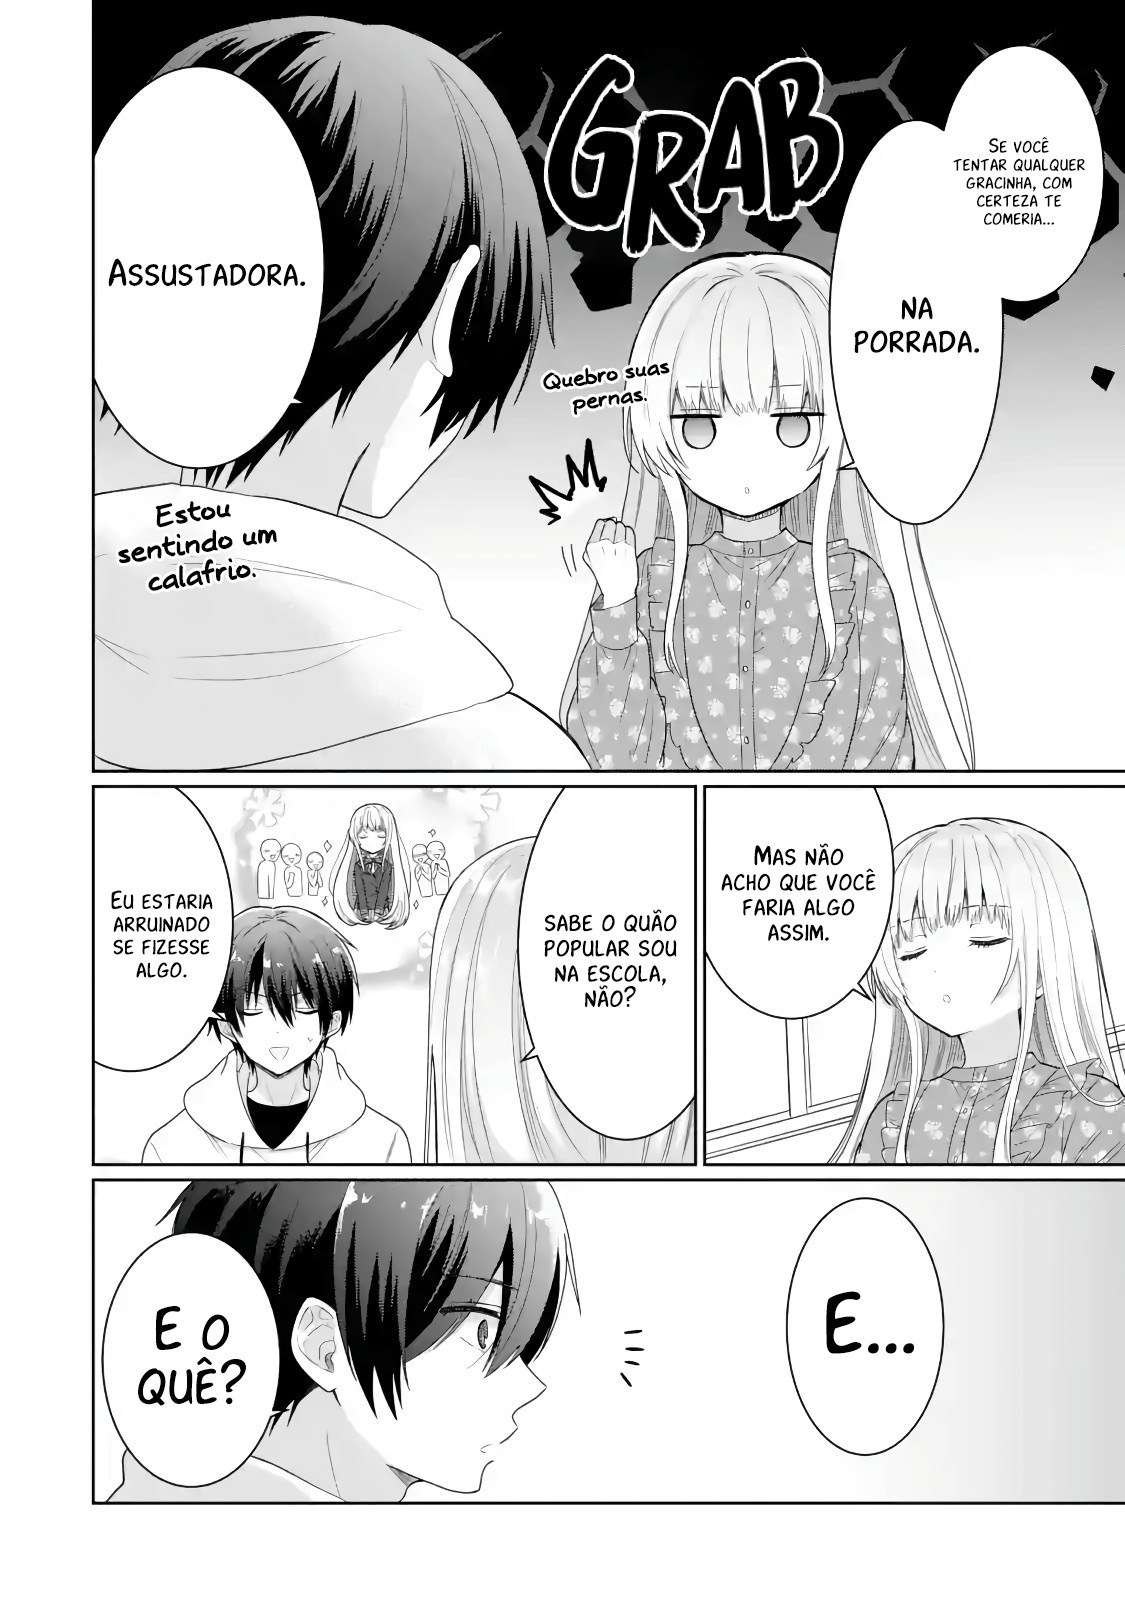 SE VOCÊ
TENTAR QUALQUER
GRACINHA, COM
CERTEZA TE
COMERIA...
NA
PORRADA.
GRAB
Quebro suas
pernas.
ASSUSTADORA.
Estou
sentindo um
calafrio.
MAS NÃO
ACHO QUE VOCÊ
FARIA ALGO
ASSIM.
SABE O QUÃO
POPULAR SOU
NA ESCOLA,
NÃO?
EU ESTARIA
ARRUINADO
SE FIZESSE
ALGO.
E...
E O
QUÊ?